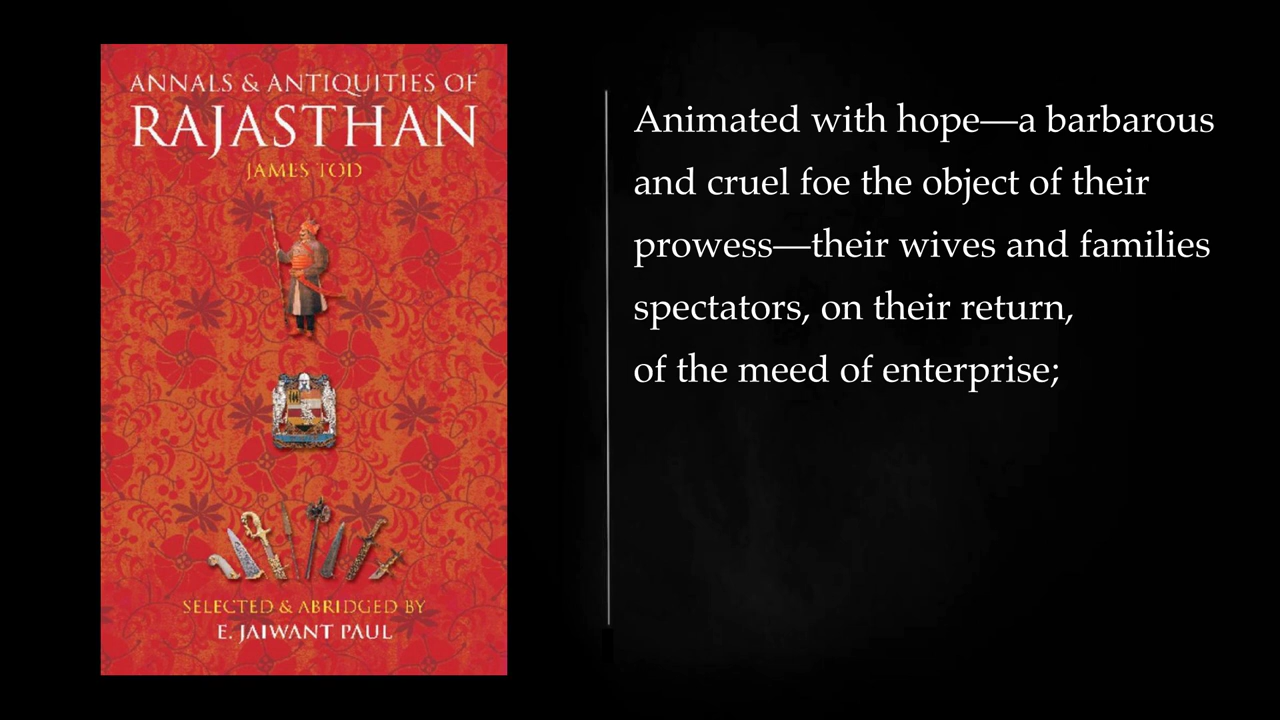 ANNALS & ANTIQUITIES OF
RAJASTHAN
JAMES TOD
SELECTED & ABRIDGED BY
E. JAIWANT PAUL
Animated with hope—a barbarous
and cruel foe the object of their
prowess—their wives and families
spectators, on their return,
of the meed of enterprise;